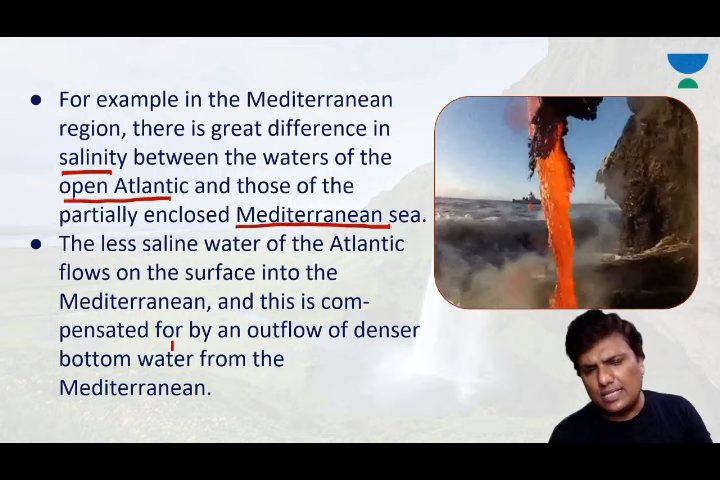 ● For example in the Mediterranean
region, there is great difference in
salinity between the waters of the
open Atlantic and those of the
partially enclosed Mediterranean sea.
● The less saline water of the Atlantic
flows on the surface into the
Mediterranean, and this is com-
pensated for by an outflow of denser
bottom water from the
Mediterranean.